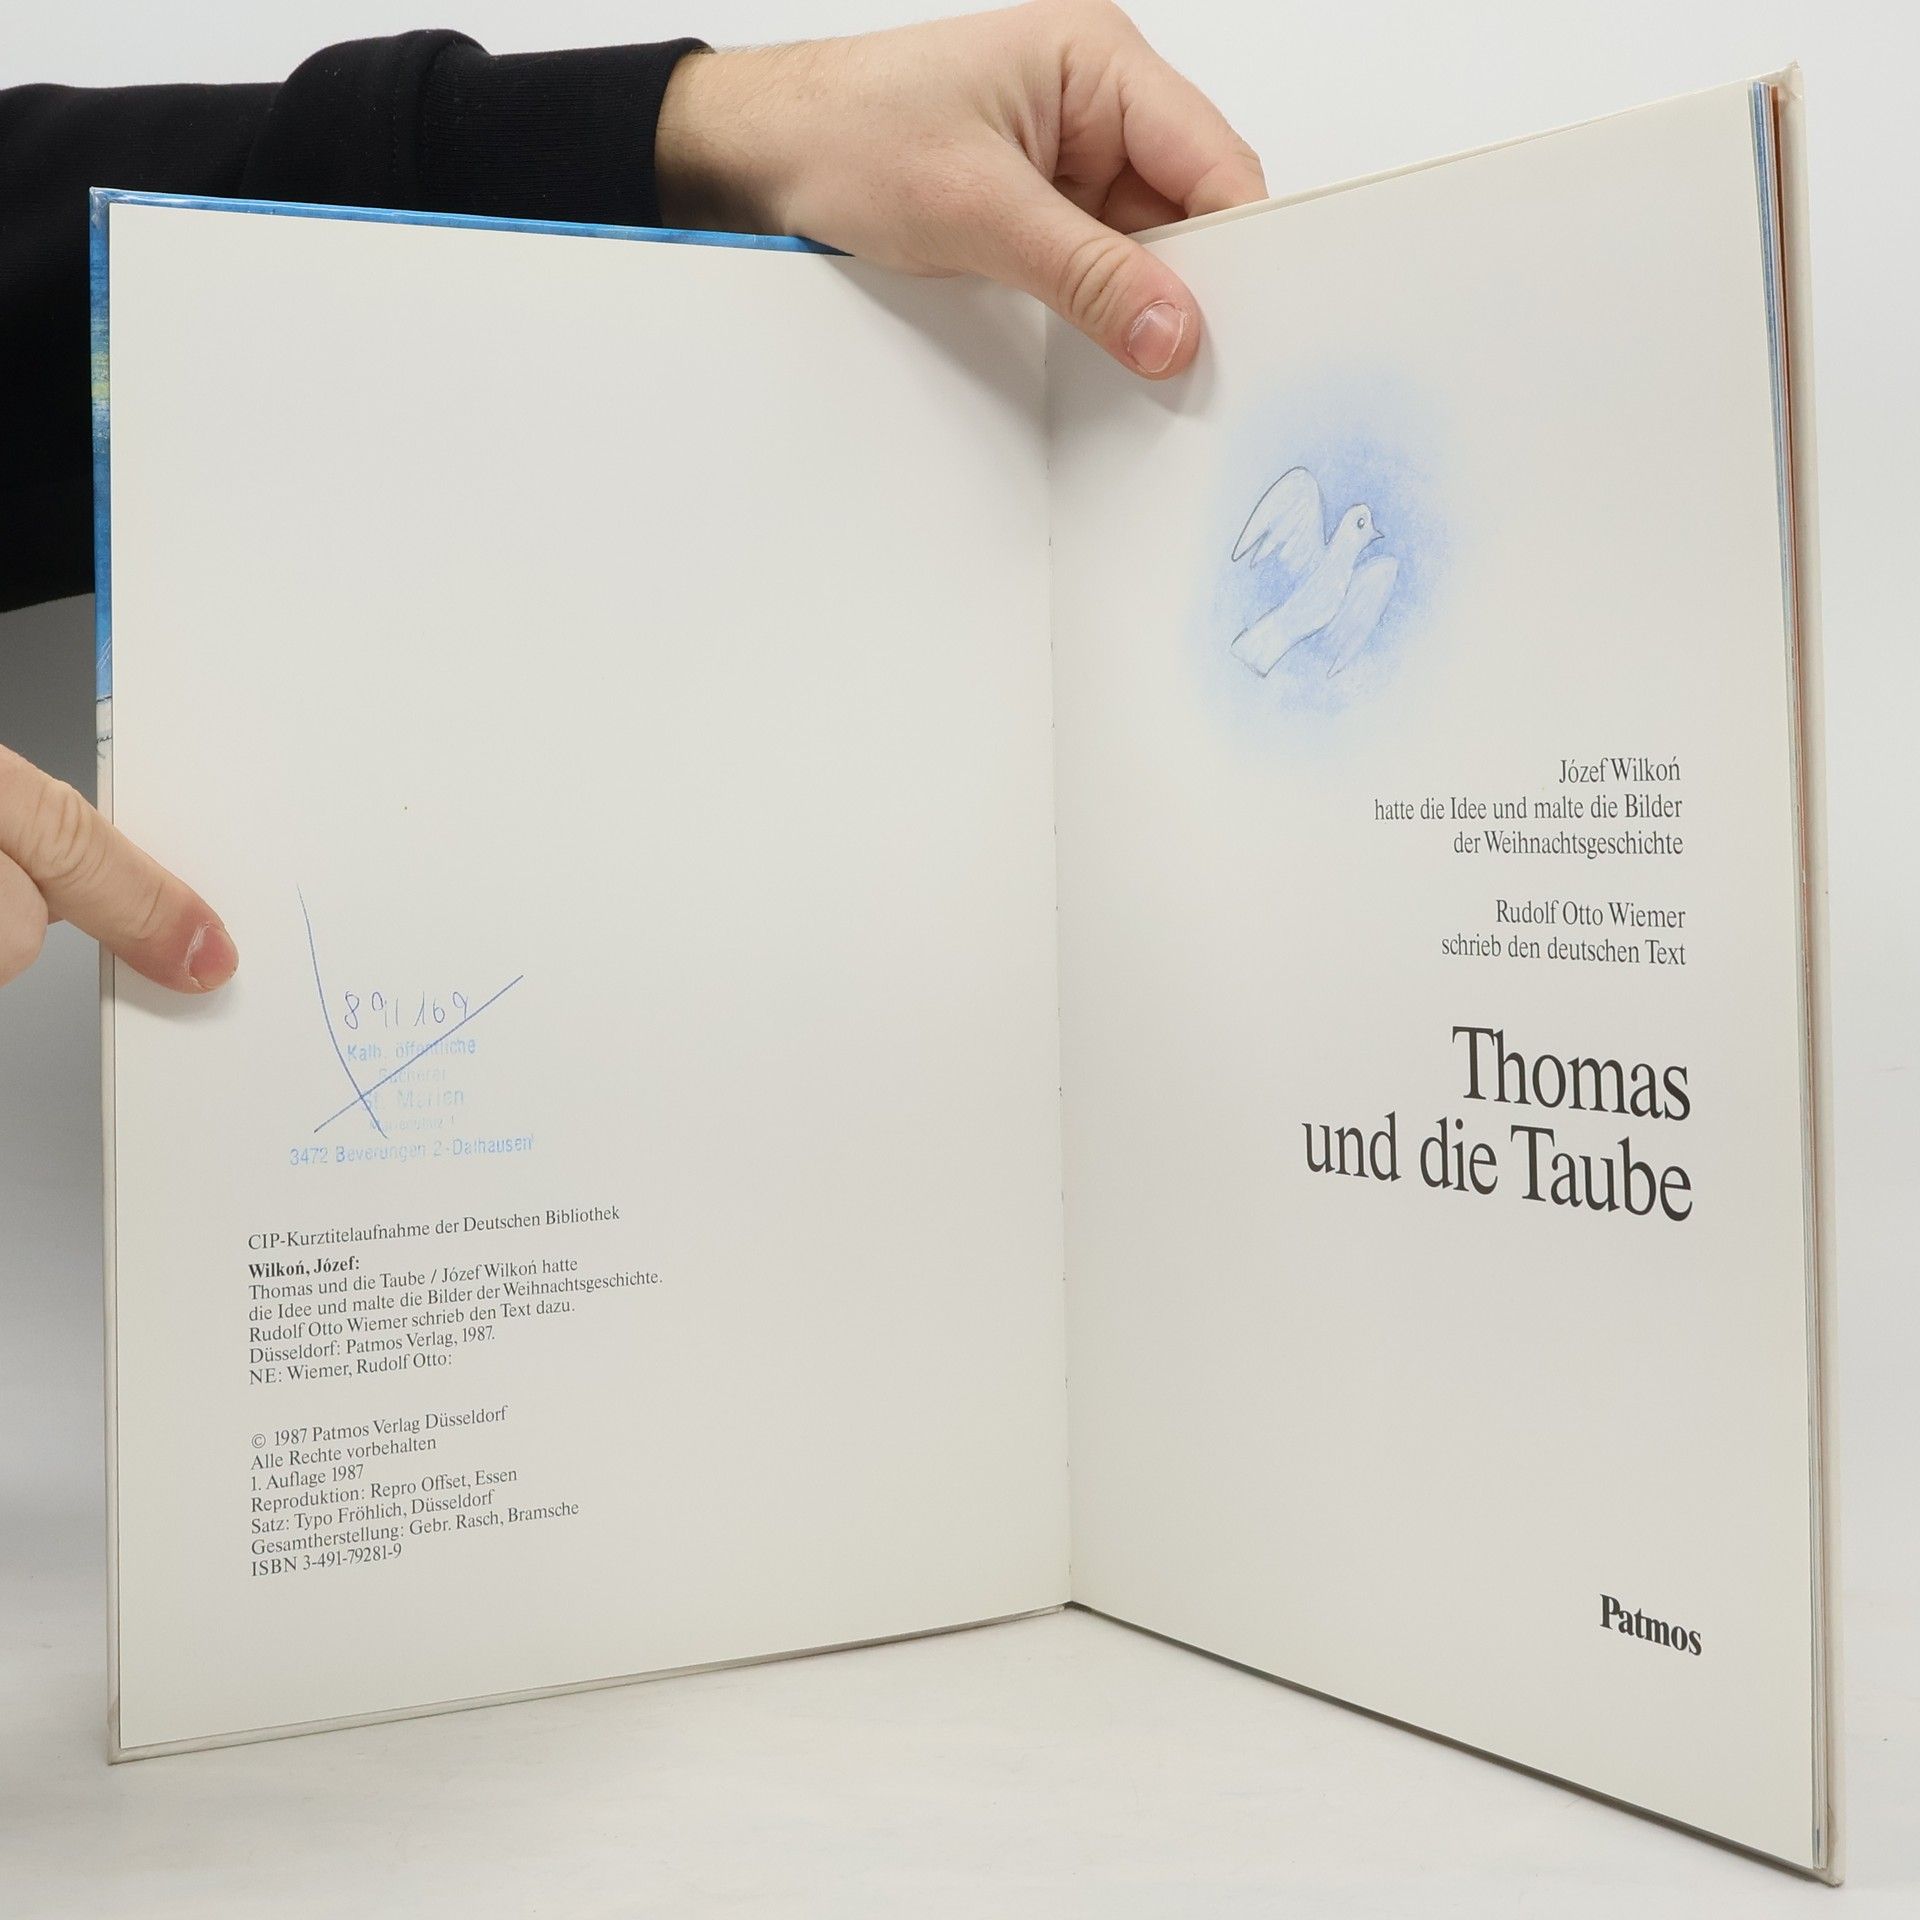 Kath. öffentliche
Bücherei
St. Marien
3472 Beverungen 2-Dalhausen
CIP-Kurztitelaufnahme der Deutschen Bibliothek
Wilkoń, Józef:
Thomas und die Taube / Józef Wilkoń hatte
die Idee und malte die Bilder der Weihnachtsgeschichte.
Rudolf Otto Wiemer schrieb den Text dazu.
Düsseldorf: Patmos Verlag, 1987.
NE: Wiemer, Rudolf Otto:
© 1987 Patmos Verlag Düsseldorf
Alle Rechte vorbehalten
1. Auflage 1987
Reproduktion: Repro Offset, Essen
Satz: Typo Fröhlich, Düsseldorf
Gesamtherstellung: Gebr. Rasch, Bramsche
ISBN 3-491-79281-9
Józef Wilkoń
hatte die Idee und malte die Bilder
der Weihnachtsgeschichte
Rudolf Otto Wiemer
schrieb den deutschen Text
Thomas
und die Taube
Patmos